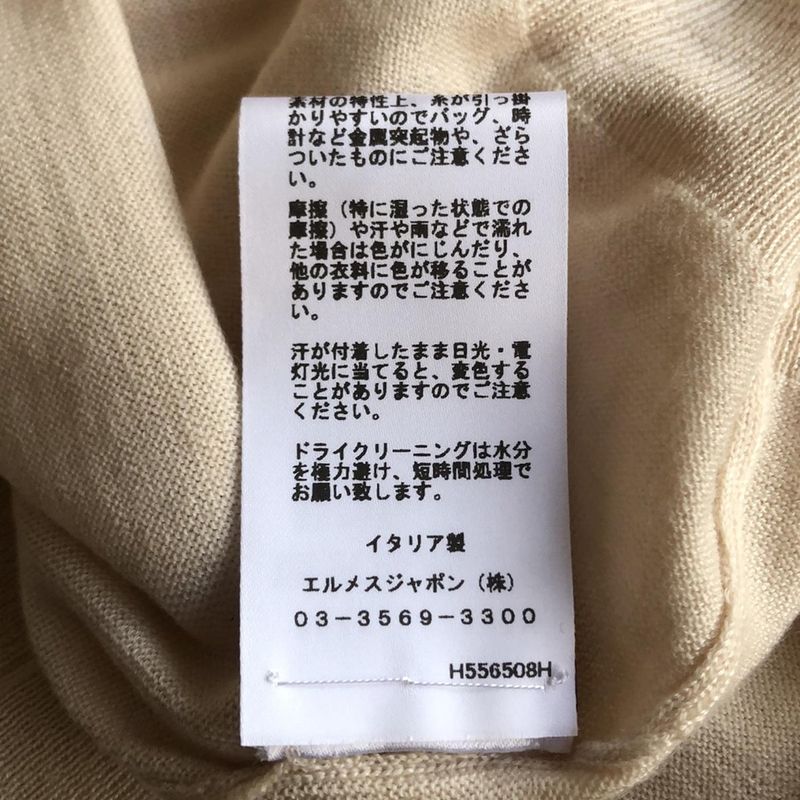 素材の特性上、糸が引っ掛
かりやすいのでバッグ、時
計など金属突起物や、ざら
ついたものにご注意くださ
い。
摩擦（特に湿った状態での
摩擦）や汗や雨などで濡れ
た場合は色がにじんだり、
他の衣料に色が移ることが
ありますのでご注意くださ
い。
汗が付着したまま日光・電
灯光に当てると、変色する
ことがありますのでご注意
ください。
ドライクリーニングは水分
を極力避け、短時間処理で
お願い致します。
イタリア製
エルメスジャポン（株）
０３－３５６９－３３００
H556508H